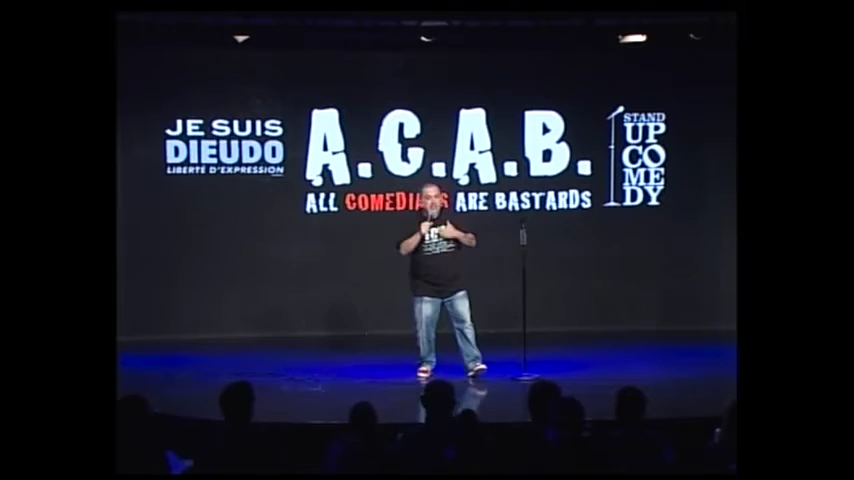 JE SUIS
DIEUDO
LIBERTÉ D'EXPRESSION
A.C.A.B.
ALL COMEDIANS ARE BASTARDS
STAND
UP
CO
ME
DY